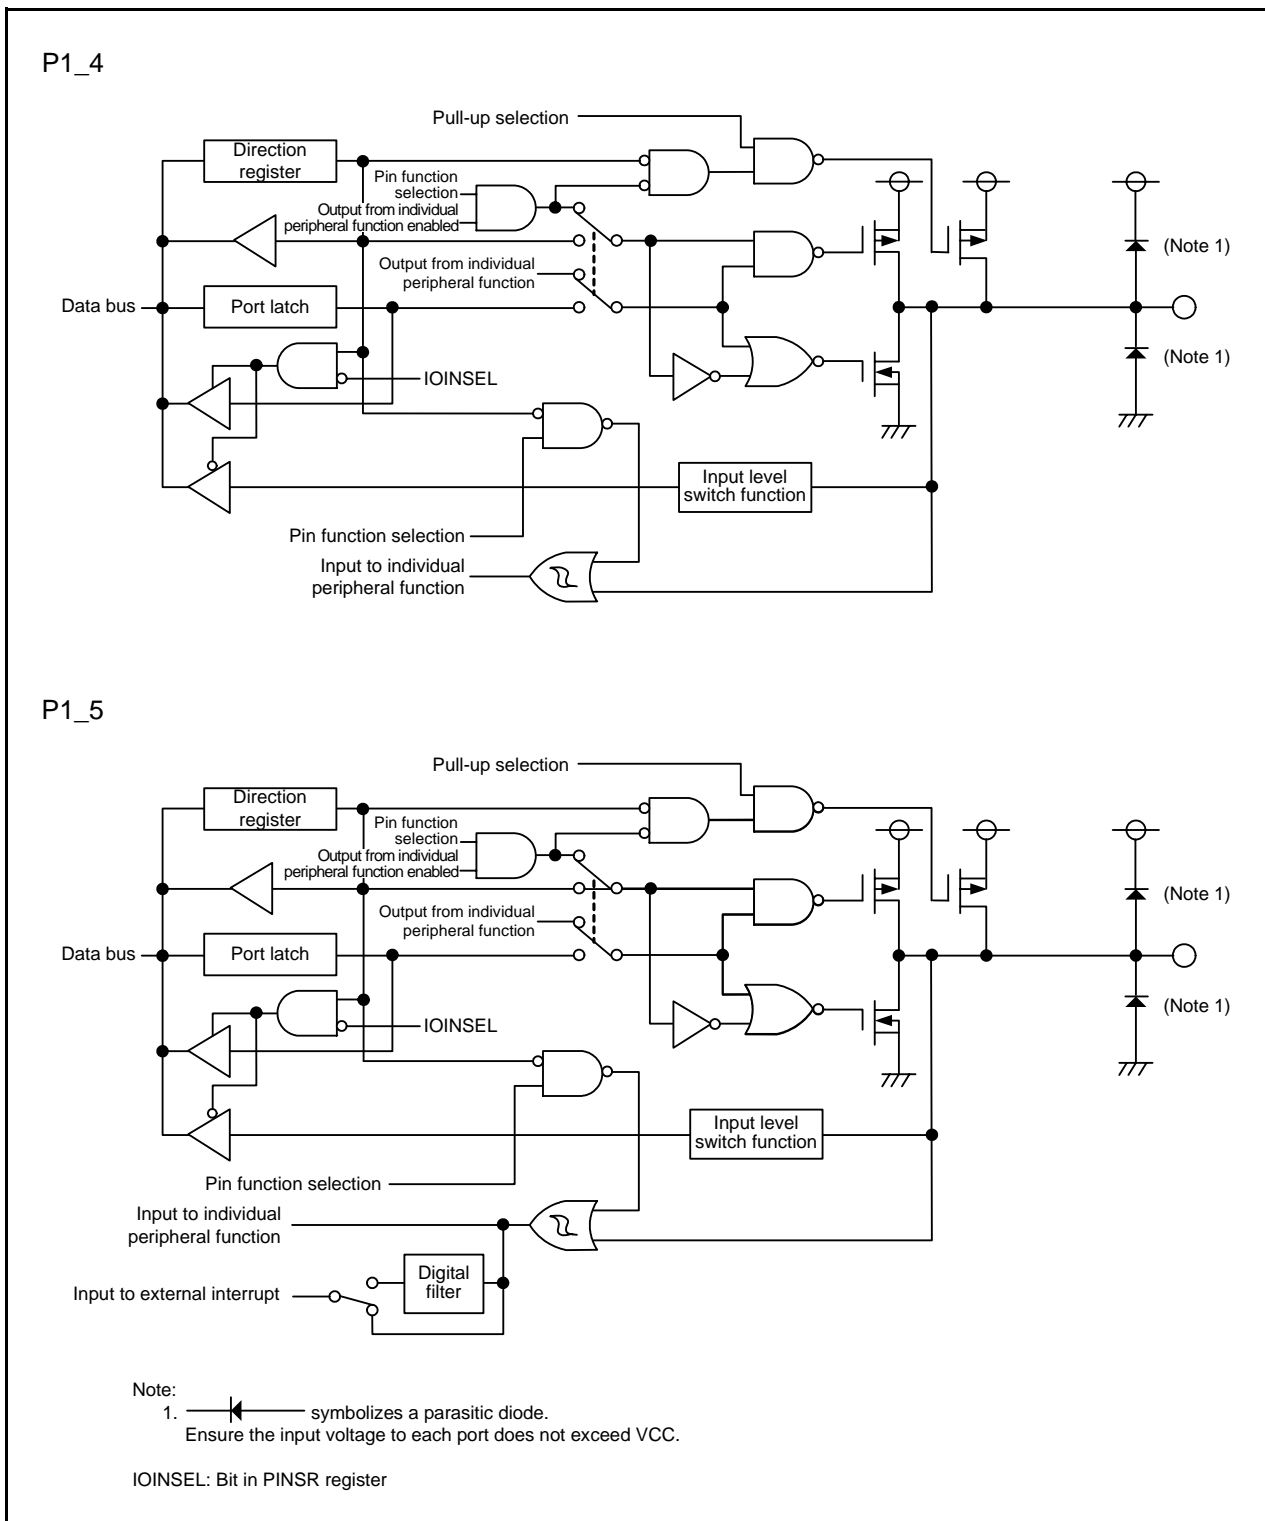 P1_4
Pull-up selection
Direction
register
Pin function
selection
Output from individual
peripheral function enabled
(Note 1)
Output from individual
peripheral function
Data bus
Port latch
(Note 1)
IOINSEL
Input level
switch function
Pin function selection
Input to individual
peripheral function
P1_5
Pull-up selection
Direction
register
Pin function
selection
Output from individual
peripheral function enabled
(Note 1)
Output from individual
peripheral function
Data bus
Port latch
(Note 1)
IOINSEL
Input level
switch function
Pin function selection
Input to individual
peripheral function
Digital
filter
Input to external interrupt
Note:
1. symbolizes a parasitic diode.
Ensure the input voltage to each port does not exceed VCC.
IOINSEL: Bit in PINSR register